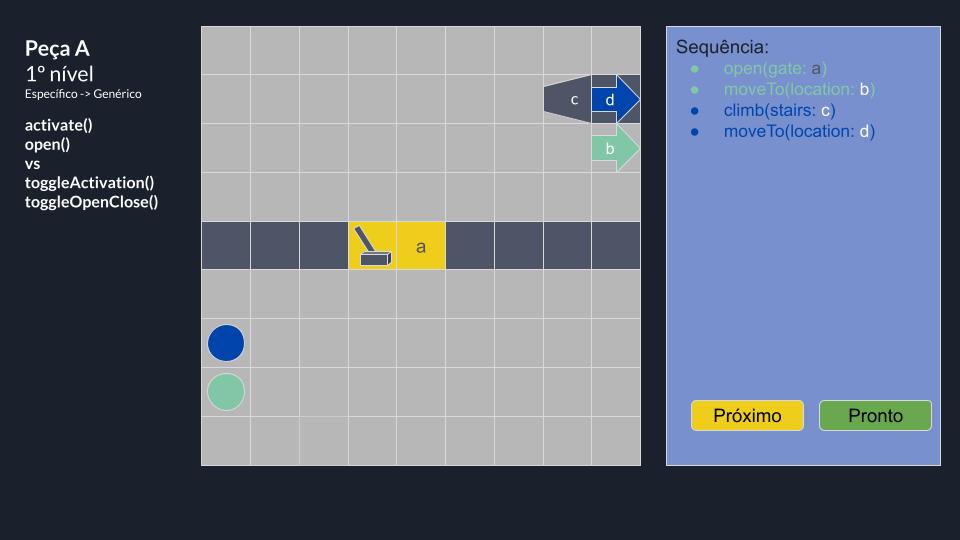 Peça A
1º nível
Específico -> Genérico
activate()
open()
vs
toggleActivation()
toggleOpenClose()
c
d
b
a
Sequência:
● open(gate: a)
● moveTo(location: b)
● climb(stairs: c)
● moveTo(location: d)
Próximo
Pronto